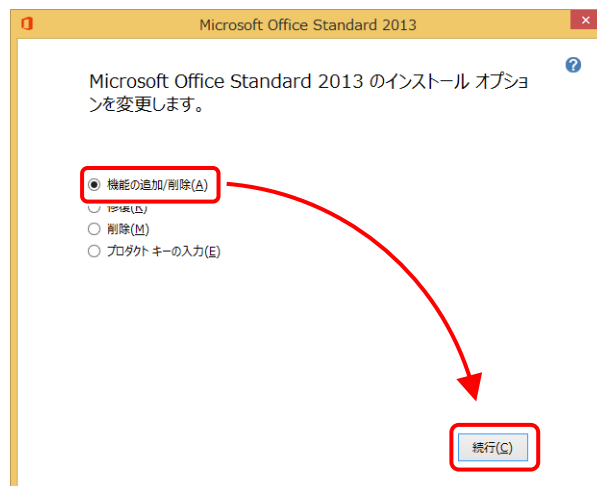 Microsoft Office Standard 2013
Microsoft Office Standard 2013 のインストール オプショ
ンを変更します。
機能の追加/削除(A)
修復(R)
削除(M)
プロダクト キーの入力(E)
続行(C)